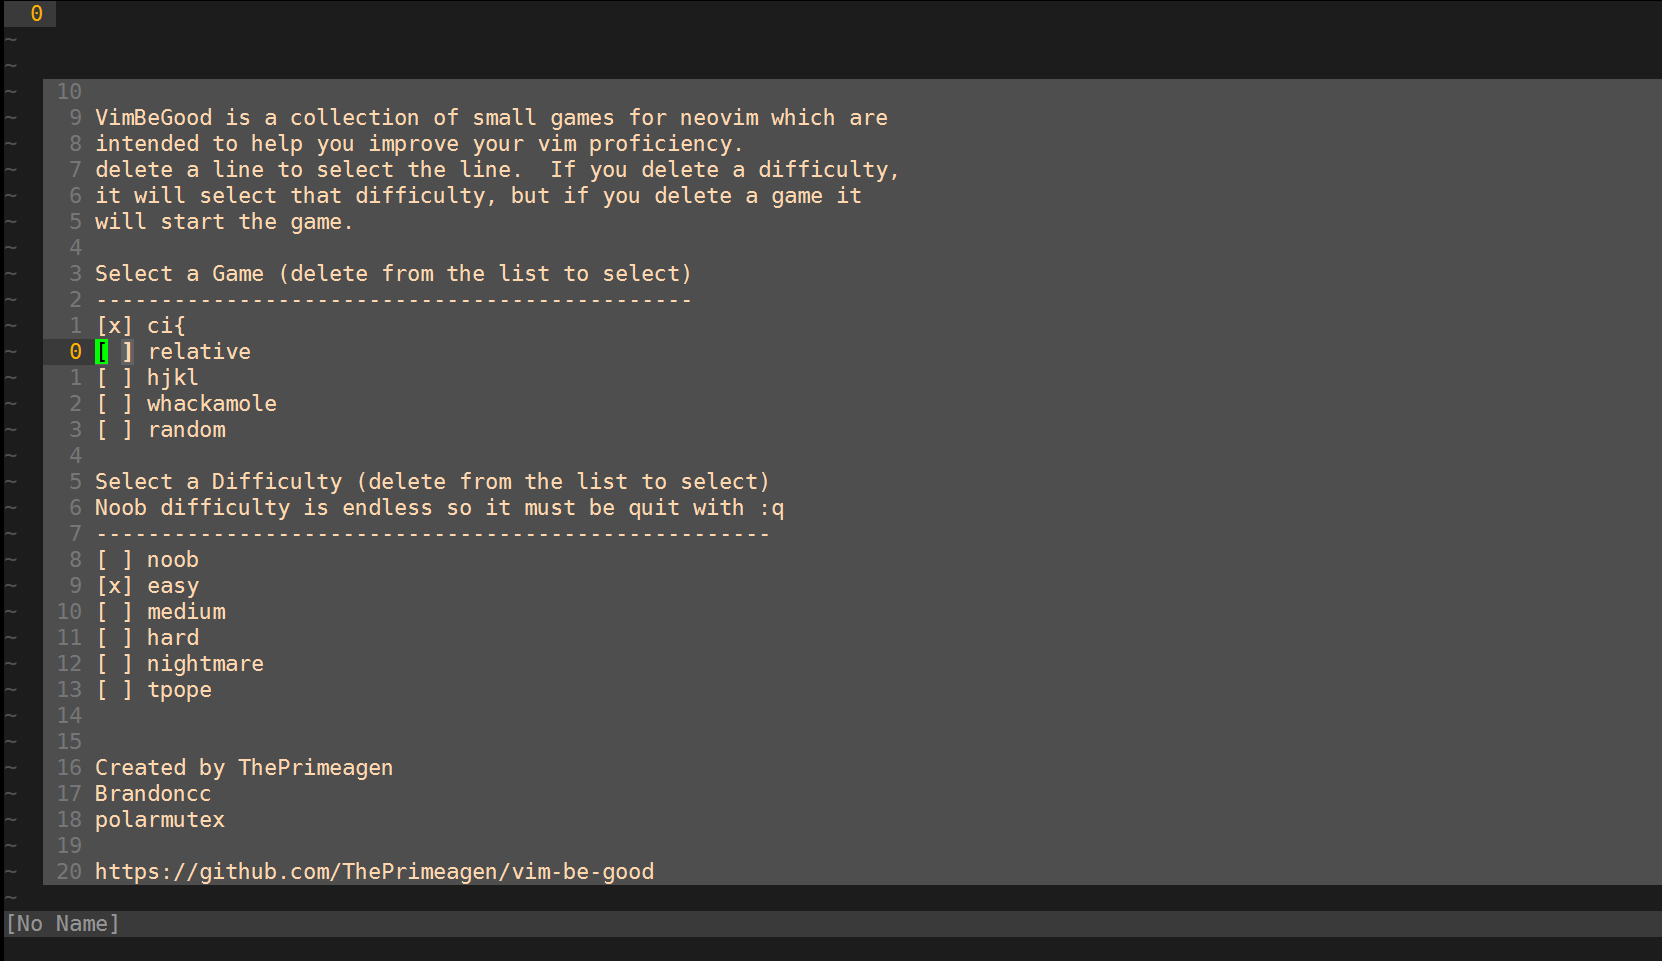 0
~
~
~ 10
~ 9 VimBeGood is a collection of small games for neovim which are
~ 8 intended to help you improve your vim proficiency.
~ 7 delete a line to select the line.  If you delete a difficulty,
~ 6 it will select that difficulty, but if you delete a game it
~ 5 will start the game.
~ 4
~ 3 Select a Game (delete from the list to select)
~ 2 ----------------------------------------------
~ 1 [x] ci{
~ 0 [ ] relative
~ 1 [ ] hjkl
~ 2 [ ] whackamole
~ 3 [ ] random
~ 4
~ 5 Select a Difficulty (delete from the list to select)
~ 6 Noob difficulty is endless so it must be quit with :q
~ 7 ----------------------------------------------------
~ 8 [ ] noob
~ 9 [x] easy
~ 10 [ ] medium
~ 11 [ ] hard
~ 12 [ ] nightmare
~ 13 [ ] tpope
~ 14
~ 15
~ 16 Created by ThePrimeagen
~ 17 Brandoncc
~ 18 polarmutex
~ 19
~ 20 https://github.com/ThePrimeagen/vim-be-good
~
[No Name]